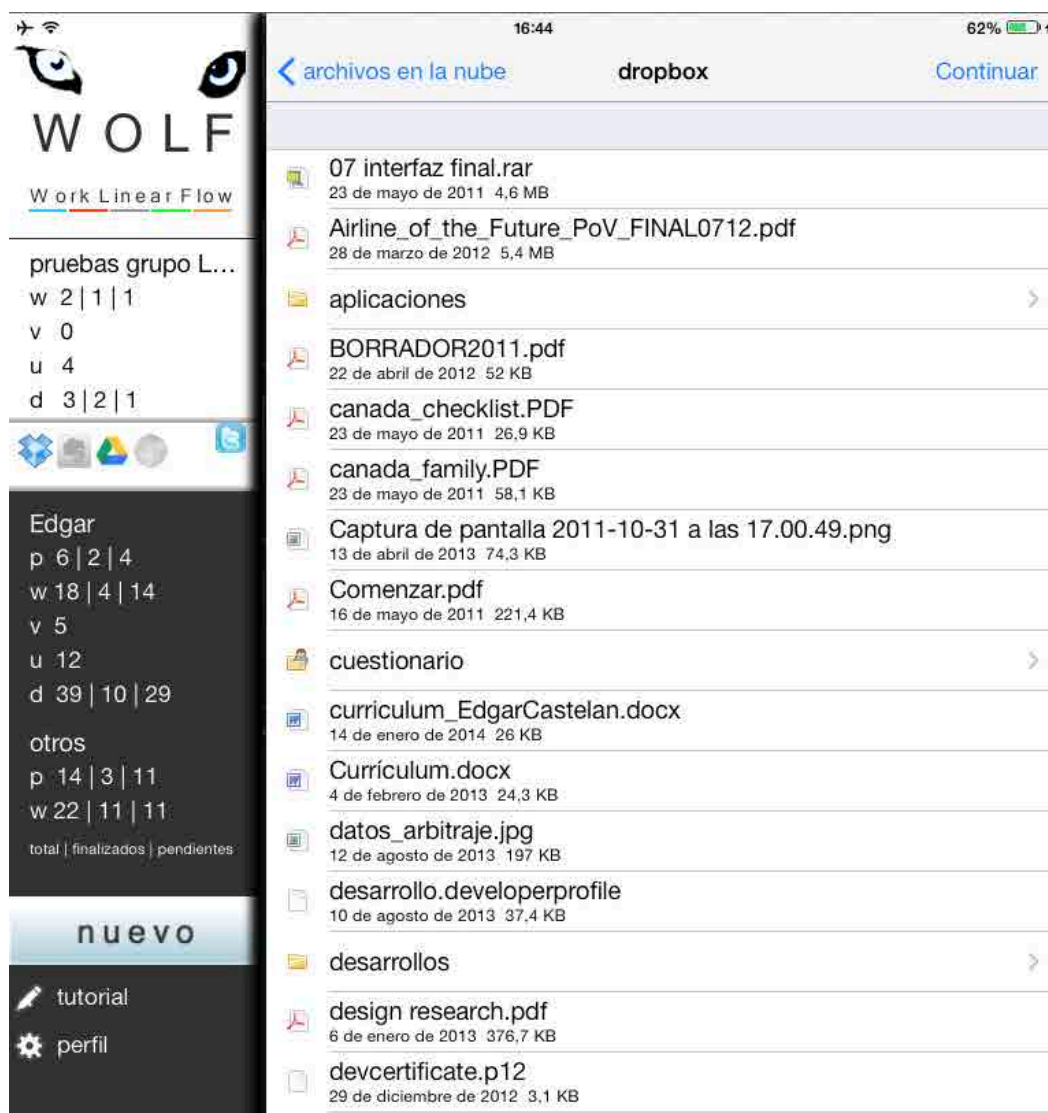 16:44
62%
WOLF
Work Linear Flow
pruebas grupo L...
w 2 | 1 | 1
v 0
u 4
d 3 | 2 | 1
Edgar
p 6 | 2 | 4
w 18 | 4 | 14
v 5
u 12
d 39 | 10 | 29
otros
p 14 | 3 | 11
w 22 | 11 | 11
total | finalizados | pendientes
nuevo
tutorial
perfil
archivos en la nube dropbox Continuar
07 interfaz final.rar
23 de mayo de 2011 4,6 MB
Airline_of_the_Future_PoV_FINAL0712.pdf
28 de marzo de 2012 5,4 MB
aplicaciones
BORRADOR2011.pdf
22 de abril de 2012 52 KB
canada_checklist.PDF
23 de mayo de 2011 26,9 KB
canada_family.PDF
23 de mayo de 2011 58,1 KB
Captura de pantalla 2011-10-31 a las 17.00.49.png
13 de abril de 2013 74,3 KB
Comenzar.pdf
16 de mayo de 2011 221,4 KB
cuestionario
curriculum_EdgarCastelan.docx
14 de enero de 2014 26 KB
Currículum.docx
4 de febrero de 2013 24,3 KB
datos_arbitraje.jpg
12 de agosto de 2013 197 KB
desarrollo.developerprofile
10 de agosto de 2013 37,4 KB
desarrollos
design research.pdf
6 de enero de 2013 376,7 KB
devcertificate.p12
29 de diciembre de 2012 3,1 KB